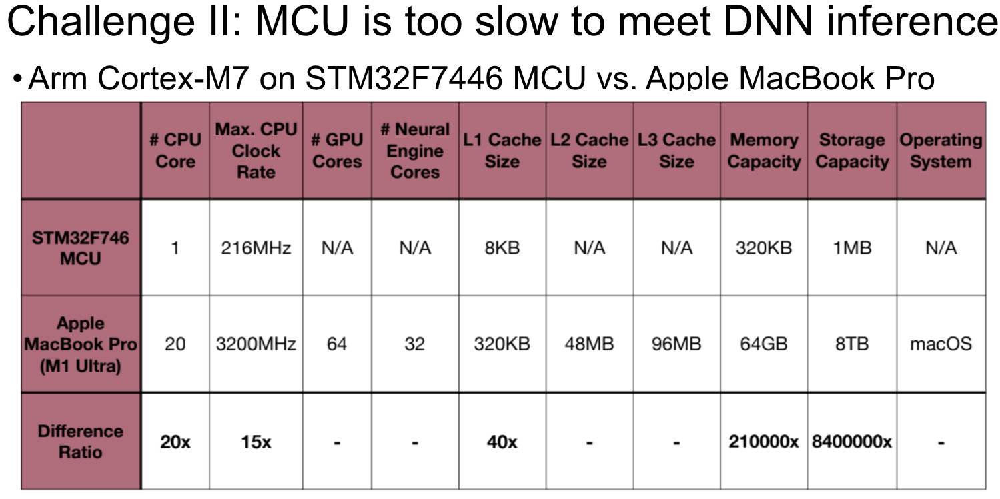 Challenge II: MCU is too slow to meet DNN inference
• Arm Cortex-M7 on STM32F7446 MCU vs. Apple MacBook Pro
# CPU Core
Max. CPU Clock Rate
# GPU Cores
# Neural Engine Cores
L1 Cache Size
L2 Cache Size
L3 Cache Size
Memory Capacity
Storage Capacity
Operating System
STM32F746 MCU
1
216MHz
N/A
N/A
8KB
N/A
N/A
320KB
1MB
N/A
Apple MacBook Pro (M1 Ultra)
20
3200MHz
64
32
320KB
48MB
96MB
64GB
8TB
macOS
Difference Ratio
20x
15x
-
-
40x
-
-
210000x
8400000x
-